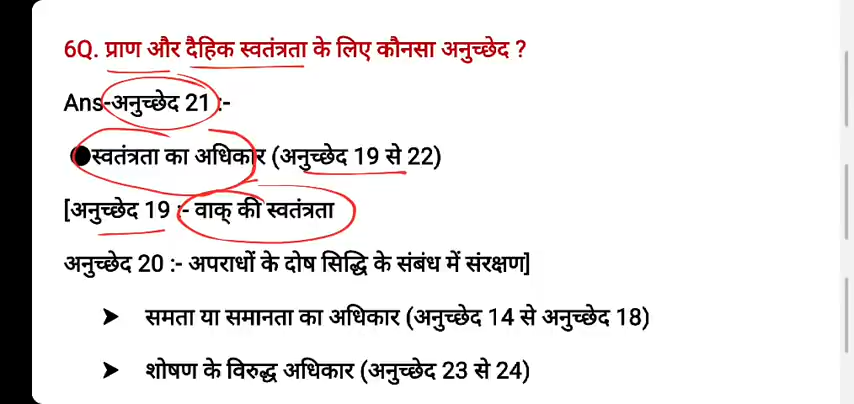 6Q. प्राण और दैहिक स्वतंत्रता के लिए कौनसा अनुच्छेद ?
Ans-अनुच्छेद 21 :-
●स्वतंत्रता का अधिकार (अनुच्छेद 19 से 22)
[अनुच्छेद 19 :- वाक् की स्वतंत्रता
अनुच्छेद 20 :- अपराधों के दोष सिद्धि के संबंध में संरक्षण]
➤ समता या समानता का अधिकार (अनुच्छेद 14 से अनुच्छेद 18)
➤ शोषण के विरुद्ध अधिकार (अनुच्छेद 23 से 24)